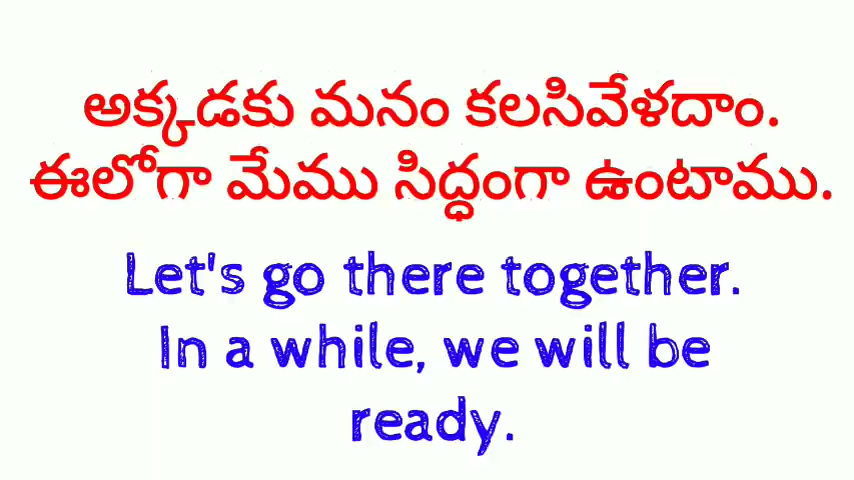 అక్కడకు మనం కలసివేళదాం.
ఈలోగా మేము సిద్ధంగా ఉంటాము.
Let's go there together.
In a while, we will be
ready.